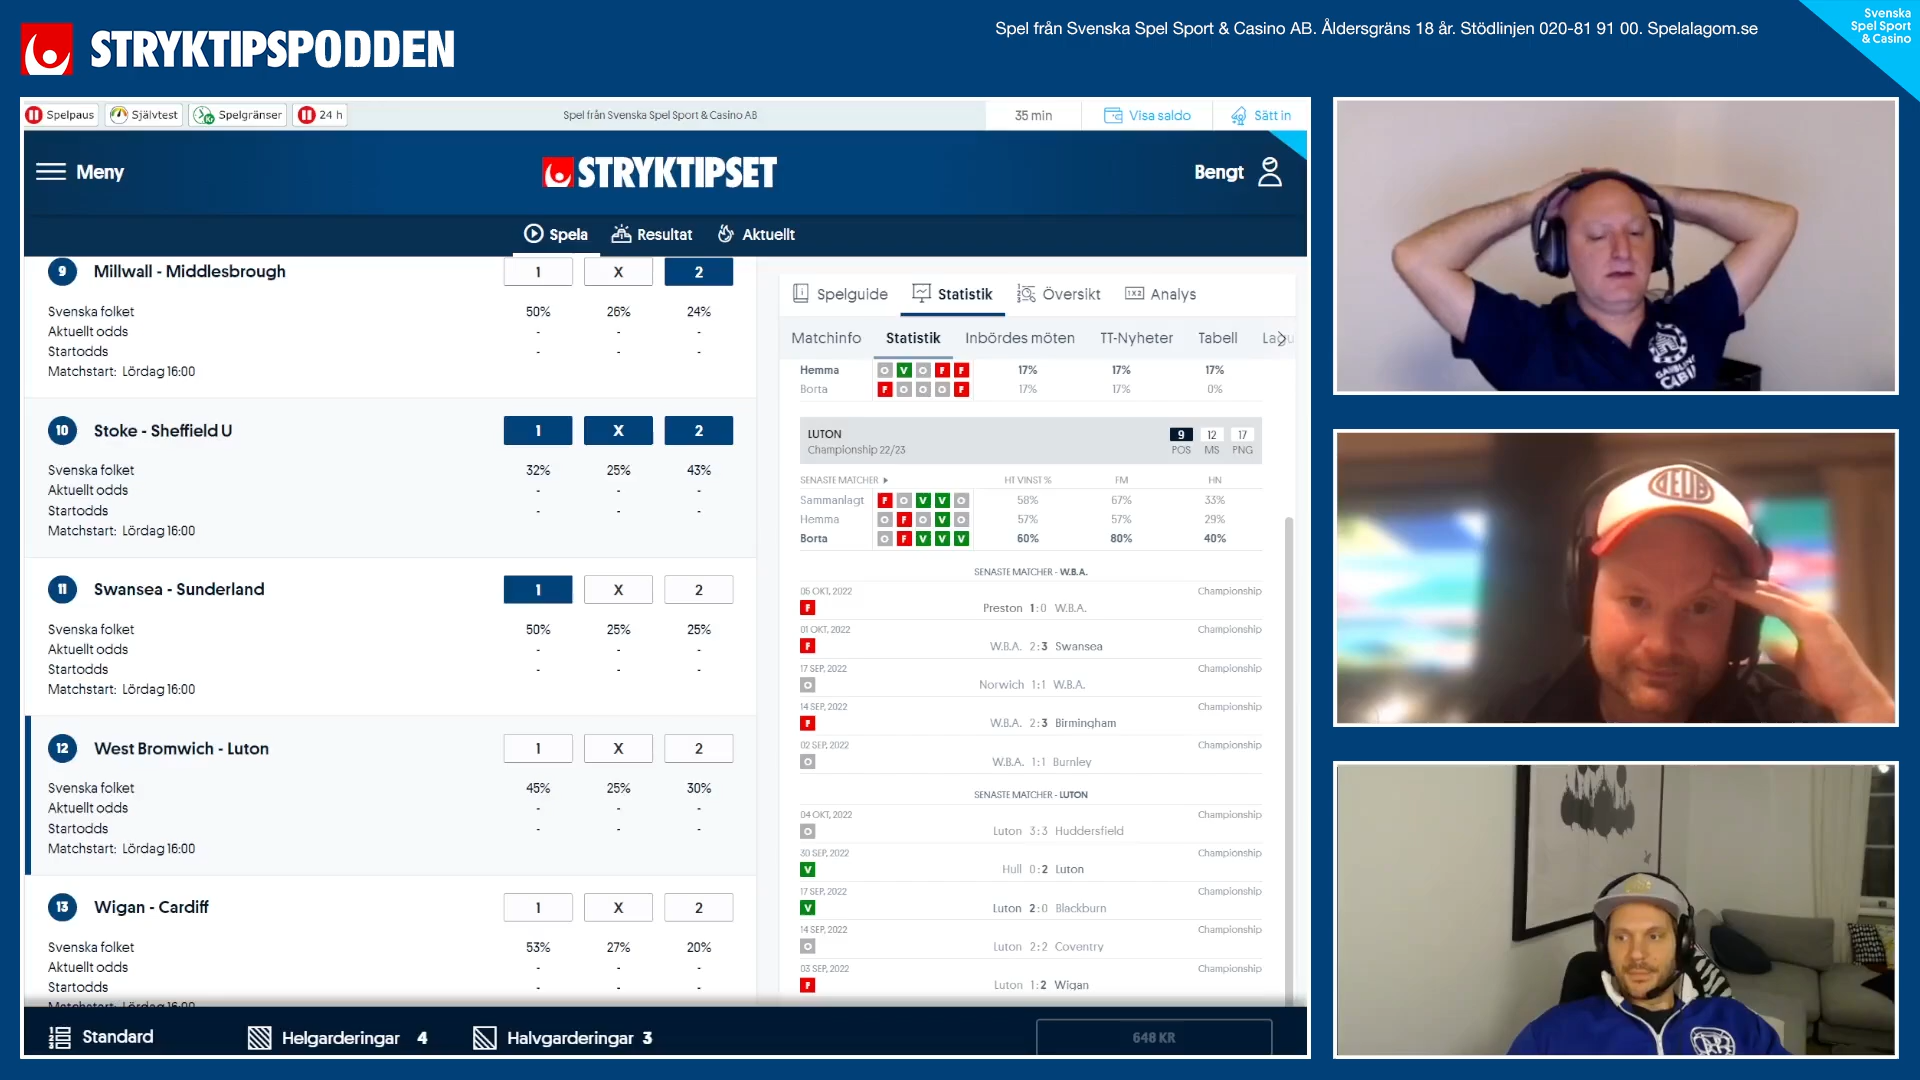 STRYKTIPSPODDEN
Spel från Svenska Spel Sport & Casino AB. Åldersgräns 18 år. Stödlinjen 020-81 91 00. Spelalagom.se
Svenska
Spel Sport
& Casino
Spelpaus Självtest Spelgränser 24 h Spel från Svenska Spel Sport & Casino AB 35 min Visa saldo Sätt in
Meny STRYKTIPSET Bengt
Spela Resultat Aktuellt
9 Millwall - Middlesbrough 1 X 2
Svenska folket 50% 26% 24%
Aktuellt odds - - -
Startodds - - -
Matchstart: Lördag 16:00
10 Stoke - Sheffield U 1 X 2
Svenska folket 32% 25% 43%
Aktuellt odds - - -
Startodds - - -
Matchstart: Lördag 16:00
11 Swansea - Sunderland 1 X 2
Svenska folket 50% 25% 25%
Aktuellt odds - - -
Startodds - - -
Matchstart: Lördag 16:00
12 West Bromwich - Luton 1 X 2
Svenska folket 45% 25% 30%
Aktuellt odds - - -
Startodds - - -
Matchstart: Lördag 16:00
13 Wigan - Cardiff 1 X 2
Svenska folket 53% 27% 20%
Aktuellt odds - - -
Startodds - - -
Matchstart: Lördag 16:00
Standard Helgarderingar 4 Halvgarderingar 3 648 KR
Spelguide Statistik Översikt Analys
Matchinfo Statistik Inbördes möten TT-Nyheter Tabell
Hemma O V O F F 17% 17% 17%
Borta F O O O F 17% 17% 0%
LUTON 9 12 17
Championship 22/23 POS MS PNG
SENASTE MATCHER HT VINST % FM HN
Sammanlagt F O V V O 58% 67% 33%
Hemma O F O V O 57% 57% 29%
Borta O F V V V 60% 80% 40%
SENASTE MATCHER - W.B.A.
05 OKT, 2022 Championship
F Preston 1:0 W.B.A.
01 OKT, 2022 Championship
F W.B.A. 2:3 Swansea
17 SEP, 2022 Championship
O Norwich 1:1 W.B.A.
14 SEP, 2022 Championship
F W.B.A. 2:3 Birmingham
02 SEP, 2022 Championship
O W.B.A. 1:1 Burnley
SENASTE MATCHER - LUTON
04 OKT, 2022 Championship
O Luton 3:3 Huddersfield
30 SEP, 2022 Championship
V Hull 0:2 Luton
17 SEP, 2022 Championship
V Luton 2:0 Blackburn
14 SEP, 2022 Championship
O Luton 2:2 Coventry
03 SEP, 2022 Championship
F Luton 1:2 Wigan
GAMBLING
CABIN